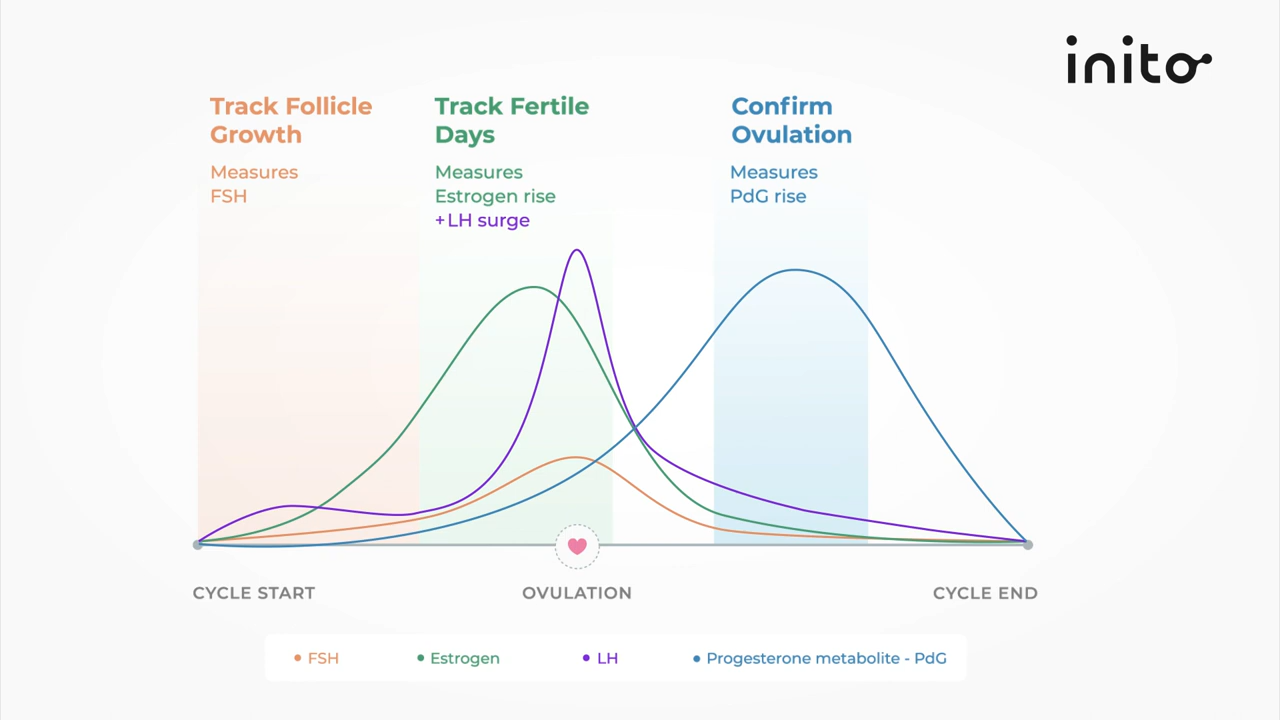 inito
Track Follicle
Growth
Measures
FSH
Track Fertile
Days
Measures
Estrogen rise
+LH surge
Confirm
Ovulation
Measures
PdG rise
CYCLE START
OVULATION
CYCLE END
FSH
Estrogen
LH
Progesterone metabolite - PdG